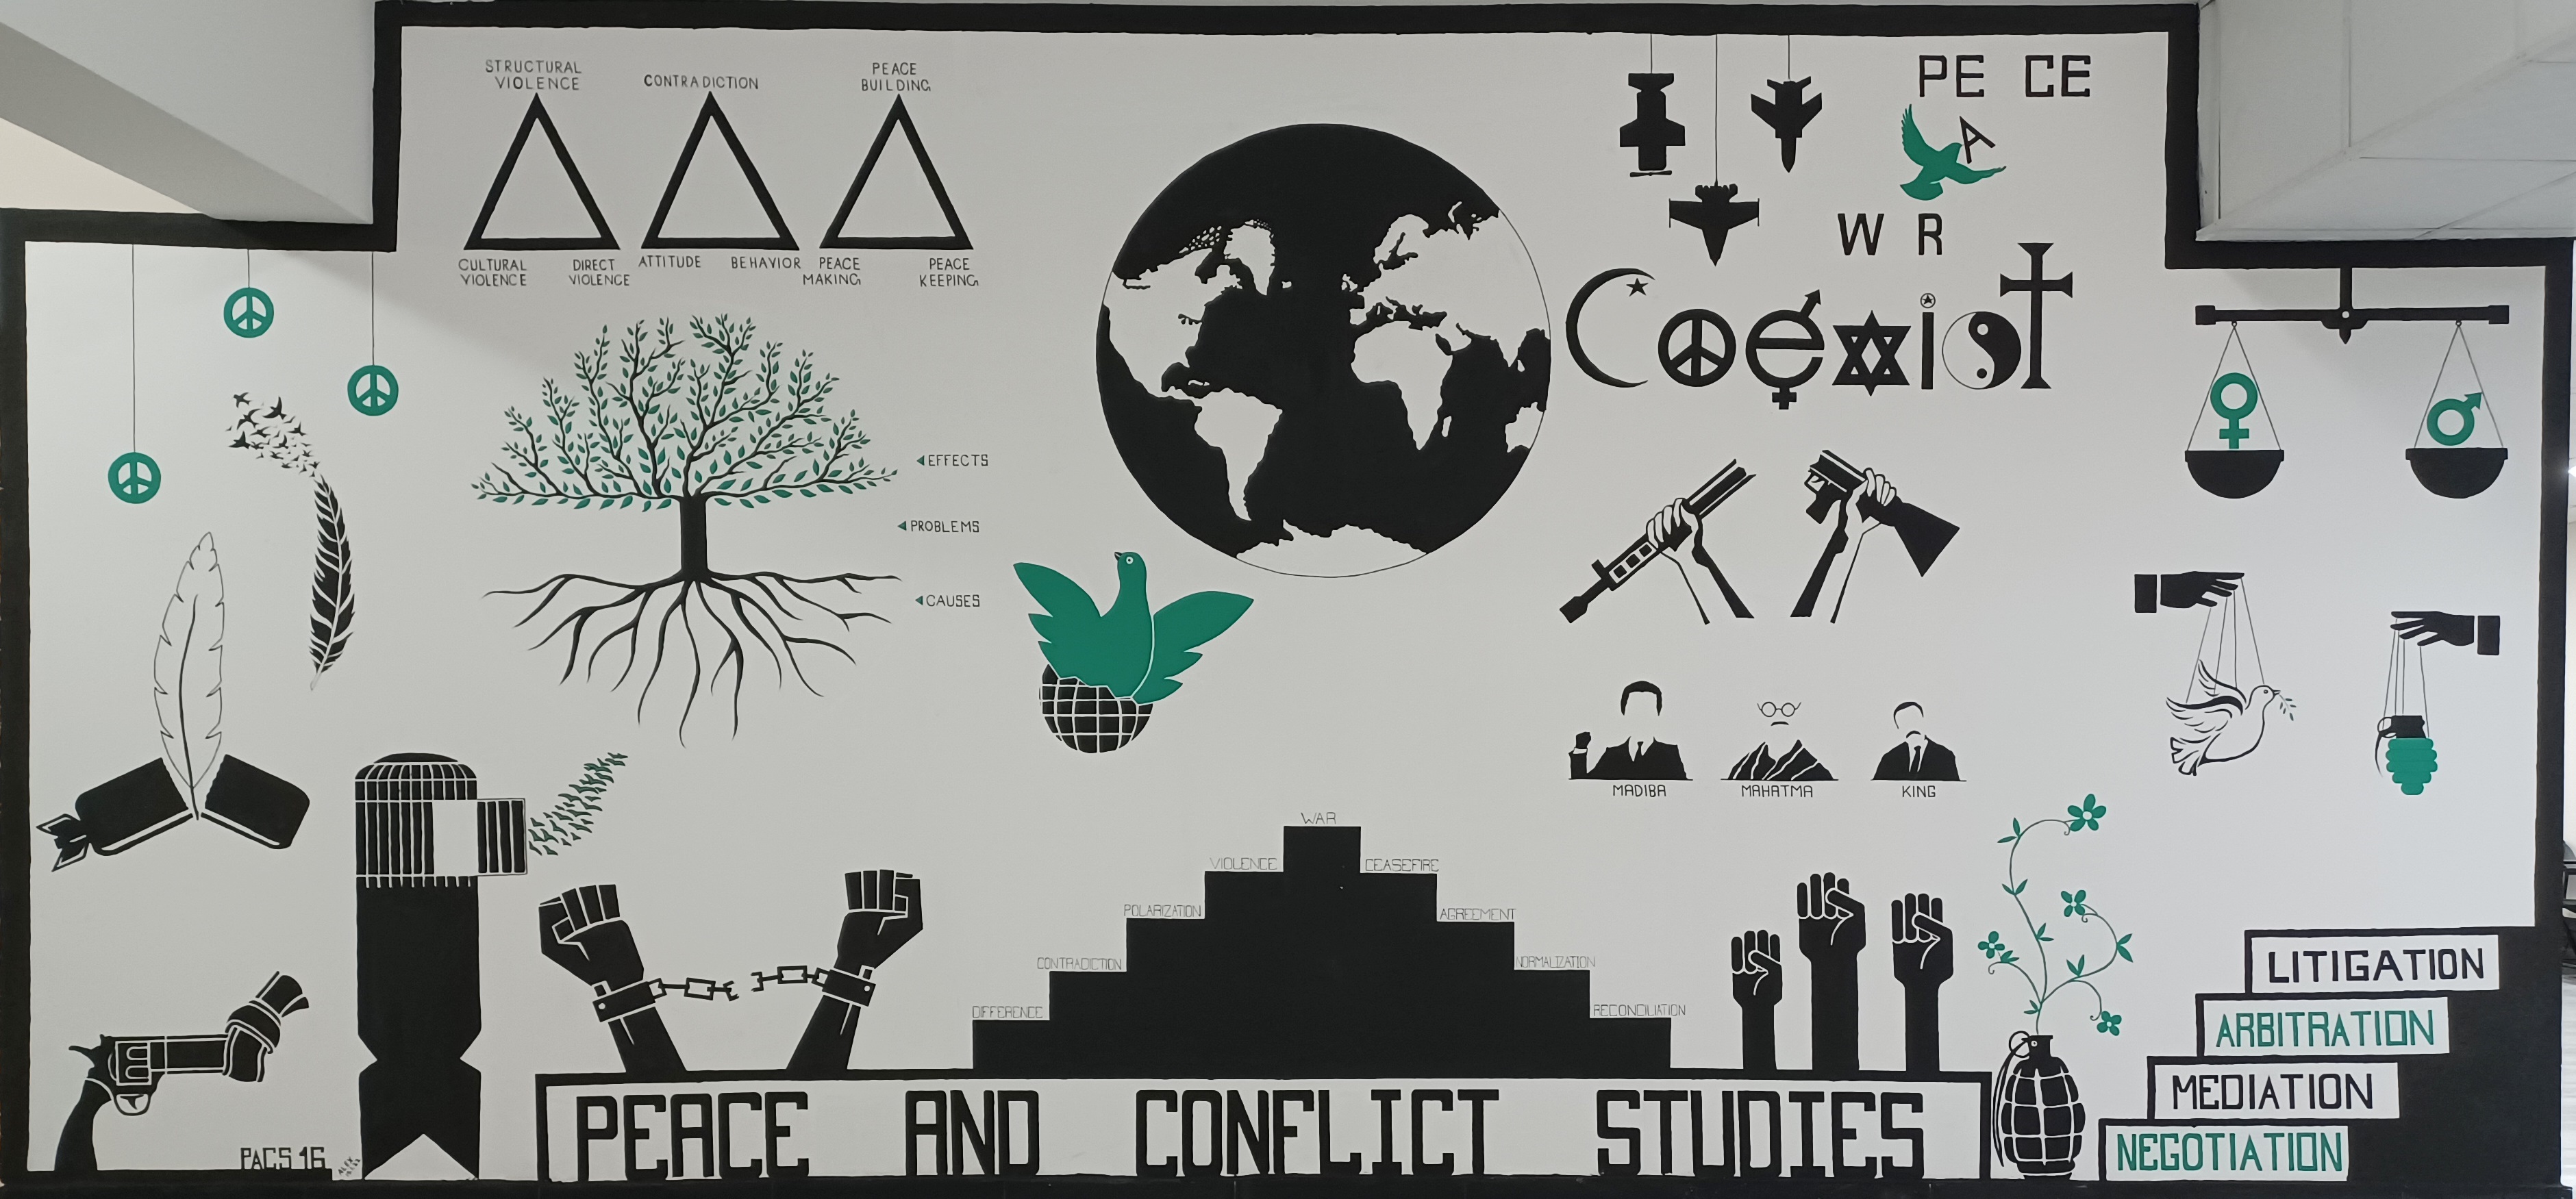 STRUCTURAL
VIOLENCE
CULTURAL
VIOLENCE
DIRECT
VIOLENCE
CONTRADICTION
ATTITUDE
BEHAVIOR
PEACE
BUILDING
PEACE
MAKING
PEACE
KEEPING
PE CE
A
W R
Coexist
EFFECTS
PROBLEMS
CAUSES
MADIBA
MAHATMA
KING
WAR
VIOLENCE
CEASEFIRE
POLARIZATION
AGREEMENT
CONTRADICTION
NORMALIZATION
DIFFERENCE
RECONCILIATION
LITIGATION
ARBITRATION
MEDIATION
NEGOTIATION
PEACE AND CONFLICT STUDIES
PACS 16